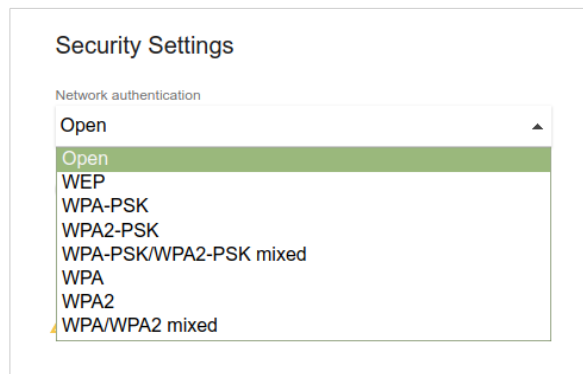 Security Settings
Network authentication
Open
Open
WEP
WPA-PSK
WPA2-PSK
WPA-PSK/WPA2-PSK mixed
WPA
WPA2
WPA/WPA2 mixed